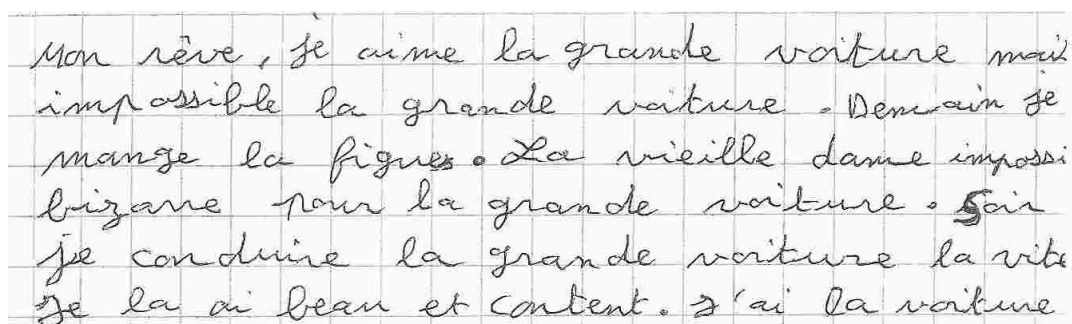 Mon rêve, je aime la grande voiture mais
impossible la grande voiture. Demain je
mange la figues. La vieille dame impossi
bizarre pour la grande voiture. Soir
je conduire la grande voiture la vite
Je la ai beau et content. J'ai la voiture